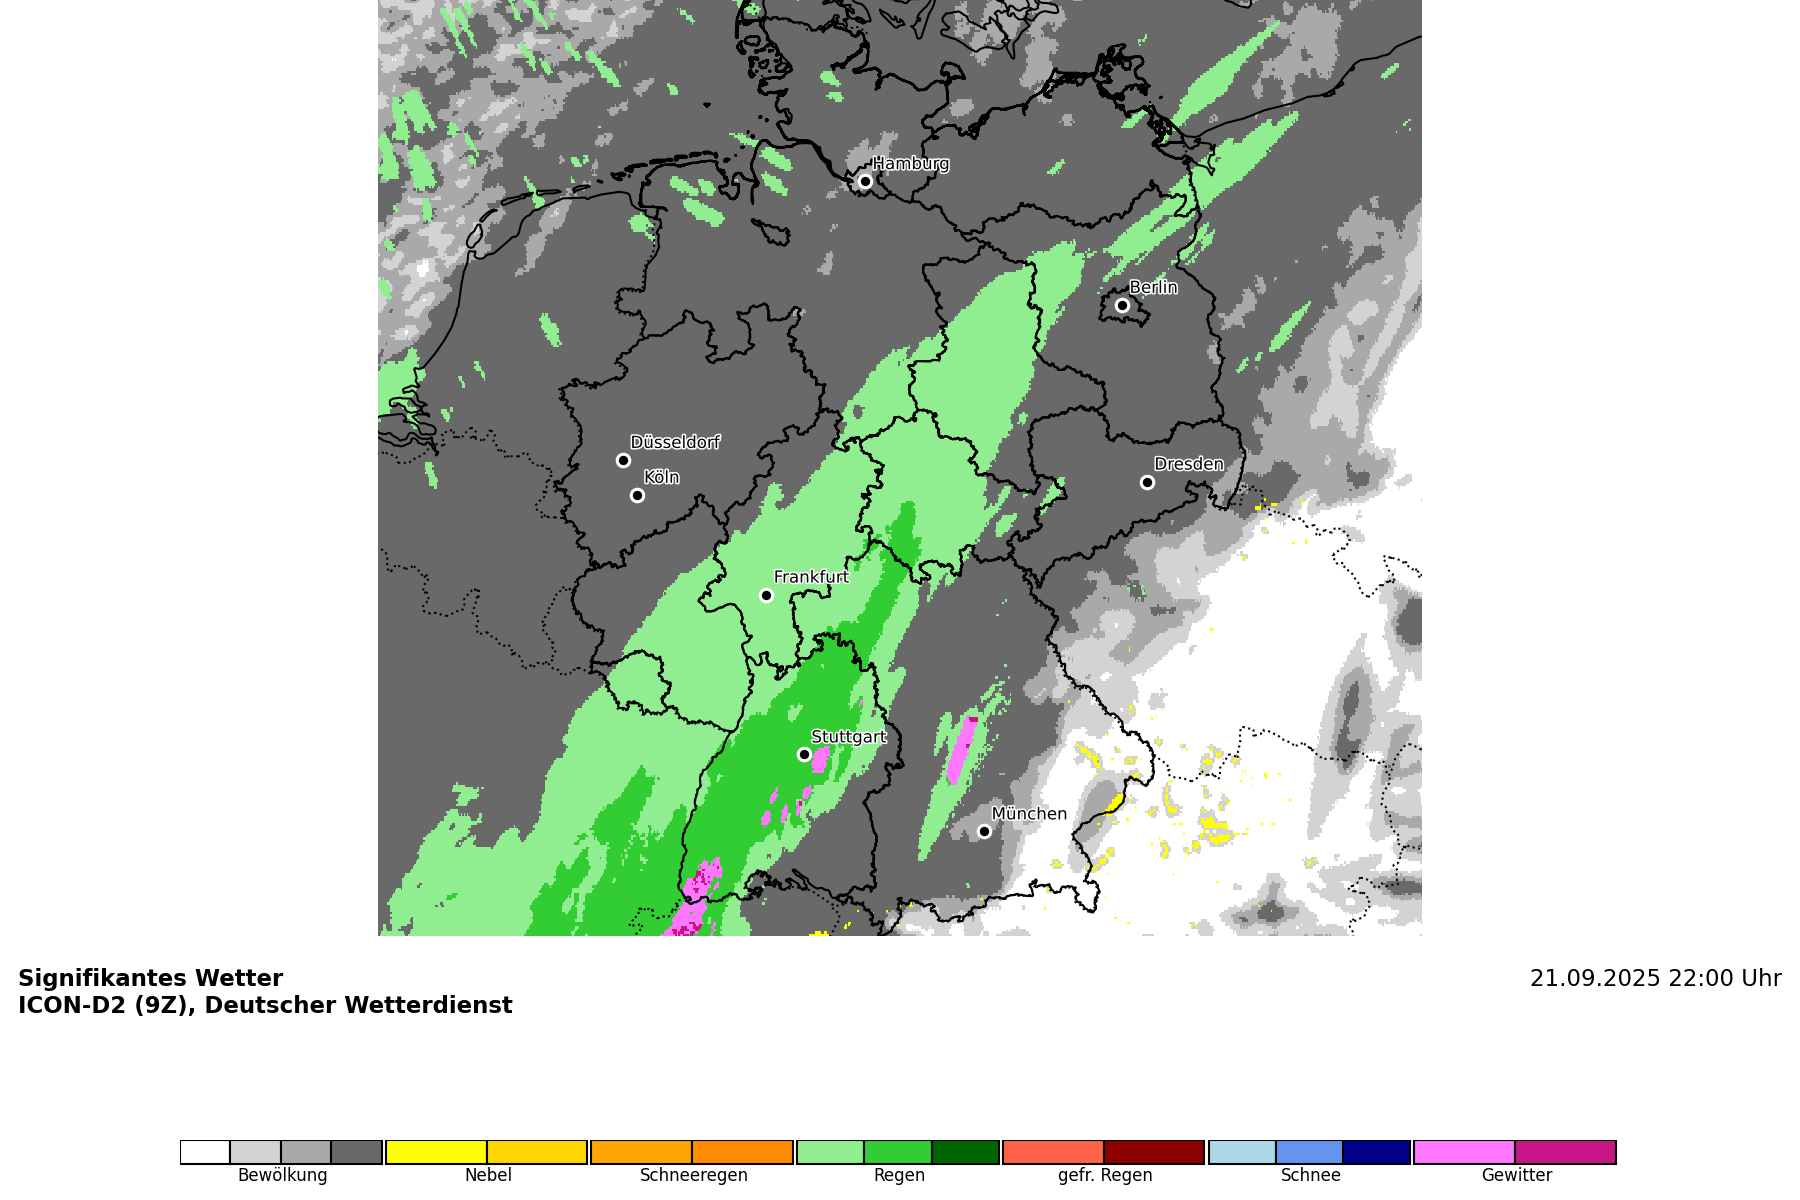 Hamburg
Berlin
Düsseldorf
Köln
Dresden
Frankfurt
Stuttgart
München
Signifikantes Wetter
21.09.2025 22:00 Uhr
ICON-D2 (9Z), Deutscher Wetterdienst
Bewölkung
Nebel
Schneeregen
Regen
gefr. Regen
Schnee
Gewitter